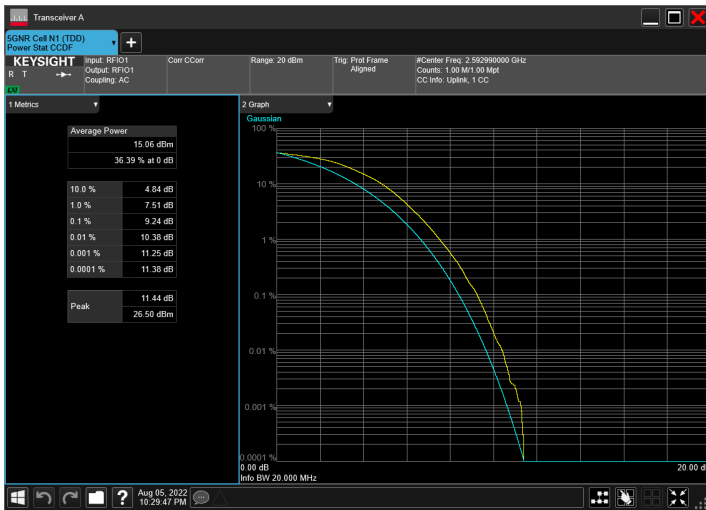 Transceiver A
5GNR Cell N1 (TDD)
Power Stat CCDF
KEYSIGHT
R T
LXI
Input: RFIO1
Output: RFIO1
Coupling: AC
Corr CCorr
Range: 20 dBm
Trig: Prot Frame
Aligned
#Center Freq: 2.592990000 GHz
Counts: 1.00 M/1.00 Mpt
CC Info: Uplink, 1 CC
1 Metrics
Average Power
15.06 dBm
36.39 % at 0 dB
10.0 % 4.84 dB
1.0 % 7.51 dB
0.1 % 9.24 dB
0.01 % 10.38 dB
0.001 % 11.25 dB
0.0001 % 11.38 dB
Peak
11.44 dB
26.50 dBm
2 Graph
Gaussian
100 %
10 %
1 %
0.1 %
0.01 %
0.001 %
0.0001 %
0.00 dB
20.00 d
Info BW 20.000 MHz
?
Aug 05, 2022
10:29:47 PM